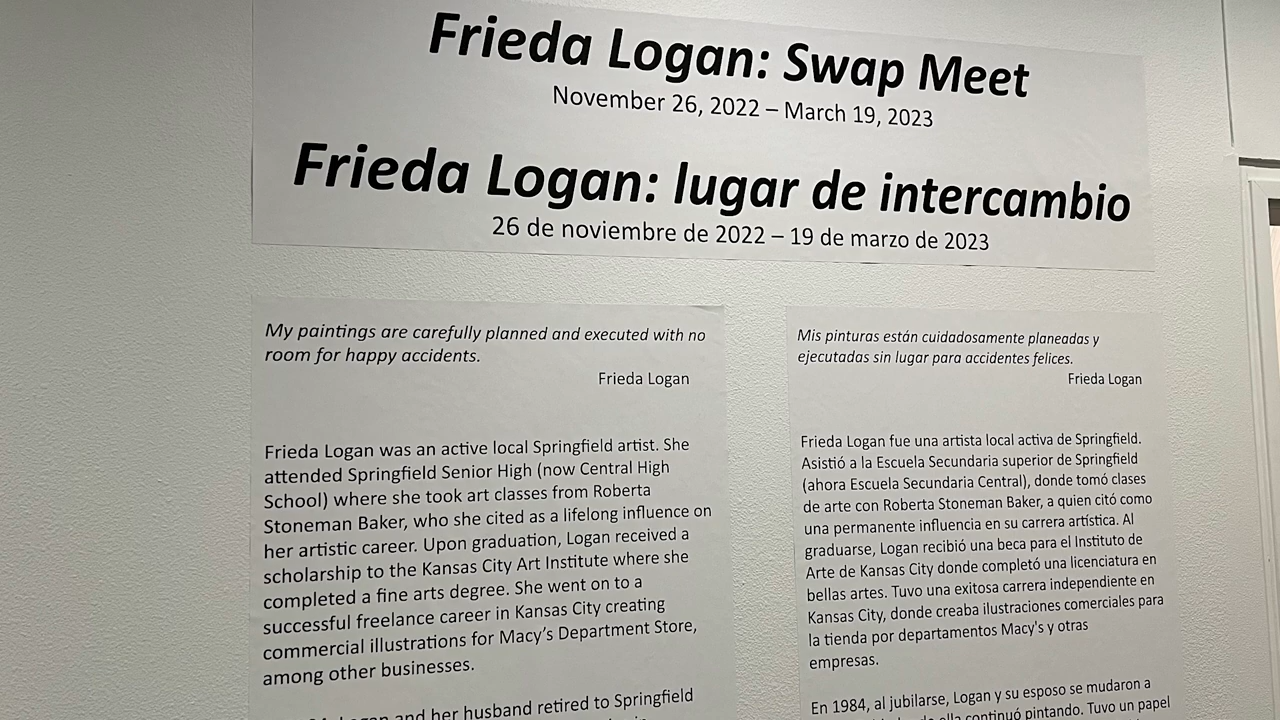 Frieda Logan: Swap Meet
November 26, 2022 – March 19, 2023
Frieda Logan: lugar de intercambio
26 de noviembre de 2022 – 19 de marzo de 2023
My paintings are carefully planned and executed with no
room for happy accidents.
Frieda Logan
Frieda Logan was an active local Springfield artist. She
attended Springfield Senior High (now Central High
School) where she took art classes from Roberta
Stoneman Baker, who she cited as a lifelong influence on
her artistic career. Upon graduation, Logan received a
scholarship to the Kansas City Art Institute where she
completed a fine arts degree. She went on to a
successful freelance career in Kansas City creating
commercial illustrations for Macy's Department Store,
among other businesses.
Logan and her husband retired to Springfield
Mis pinturas están cuidadosamente planeadas y
ejecutadas sin lugar para accidentes felices.
Frieda Logan
Frieda Logan fue una artista local activa de Springfield.
Asistió a la Escuela Secundaria superior de Springfield
(ahora Escuela Secundaria Central), donde tomó clases
de arte con Roberta Stoneman Baker, a quien citó como
una permanente influencia en su carrera artística. Al
graduarse, Logan recibió una beca para el Instituto de
Arte de Kansas City donde completó una licenciatura en
bellas artes. Tuvo una exitosa carrera independiente en
Kansas City, donde creaba ilustraciones comerciales para
la tienda por departamentos Macy's y otras
empresas.
En 1984, al jubilarse, Logan y su esposo se mudaron a
ella continuó pintando. Tuvo un papel